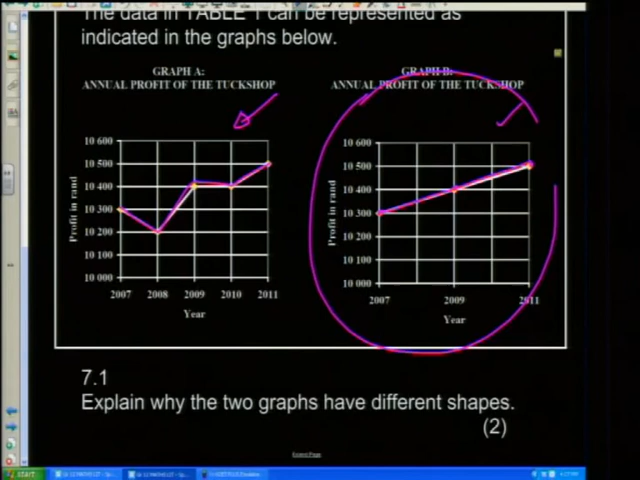 The data in TABLE 1 can be represented as
indicated in the graphs below.
GRAPH A:
ANNUAL PROFIT OF THE TUCKSHOP
10 600
10 500
10 400
10 300
10 200
10 100
10 000
Profit in rand
2007 2008 2009 2010 2011
Year
GRAPH B:
ANNUAL PROFIT OF THE TUCKSHOP
10 600
10 500
10 400
10 300
10 200
10 100
10 000
Profit in rand
2007 2009 2011
Year
7.1
Explain why the two graphs have different shapes.
(2)
START